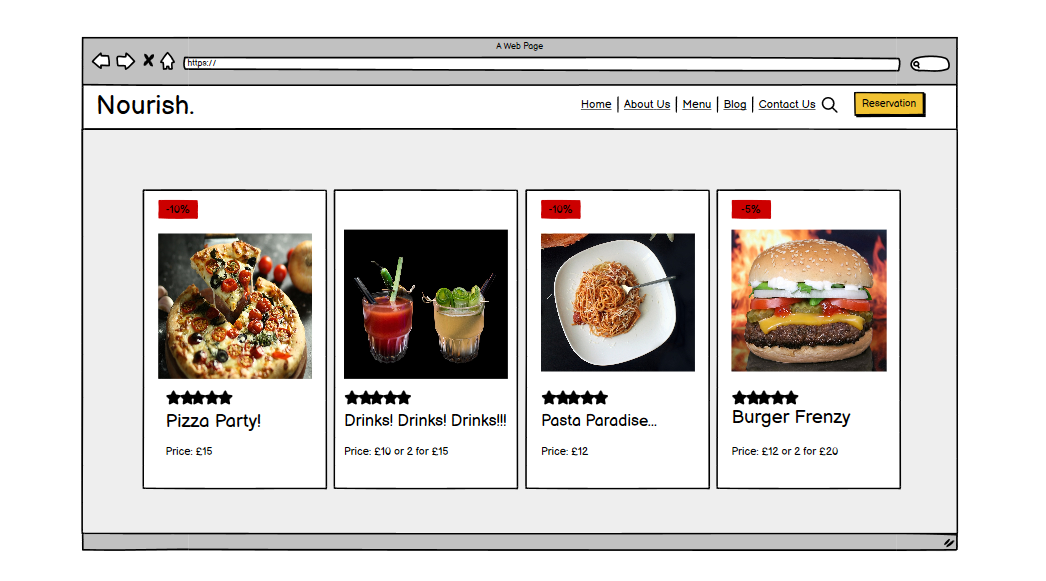 A Web Page
https://
Nourish.
Home | About Us | Menu | Blog | Contact Us
Reservation
-10%
Pizza Party!
Price: £15
Drinks! Drinks! Drinks!!!
Price: £10 or 2 for £15
-10%
Pasta Paradise...
Price: £12
-5%
Burger Frenzy
Price: £12 or 2 for £20